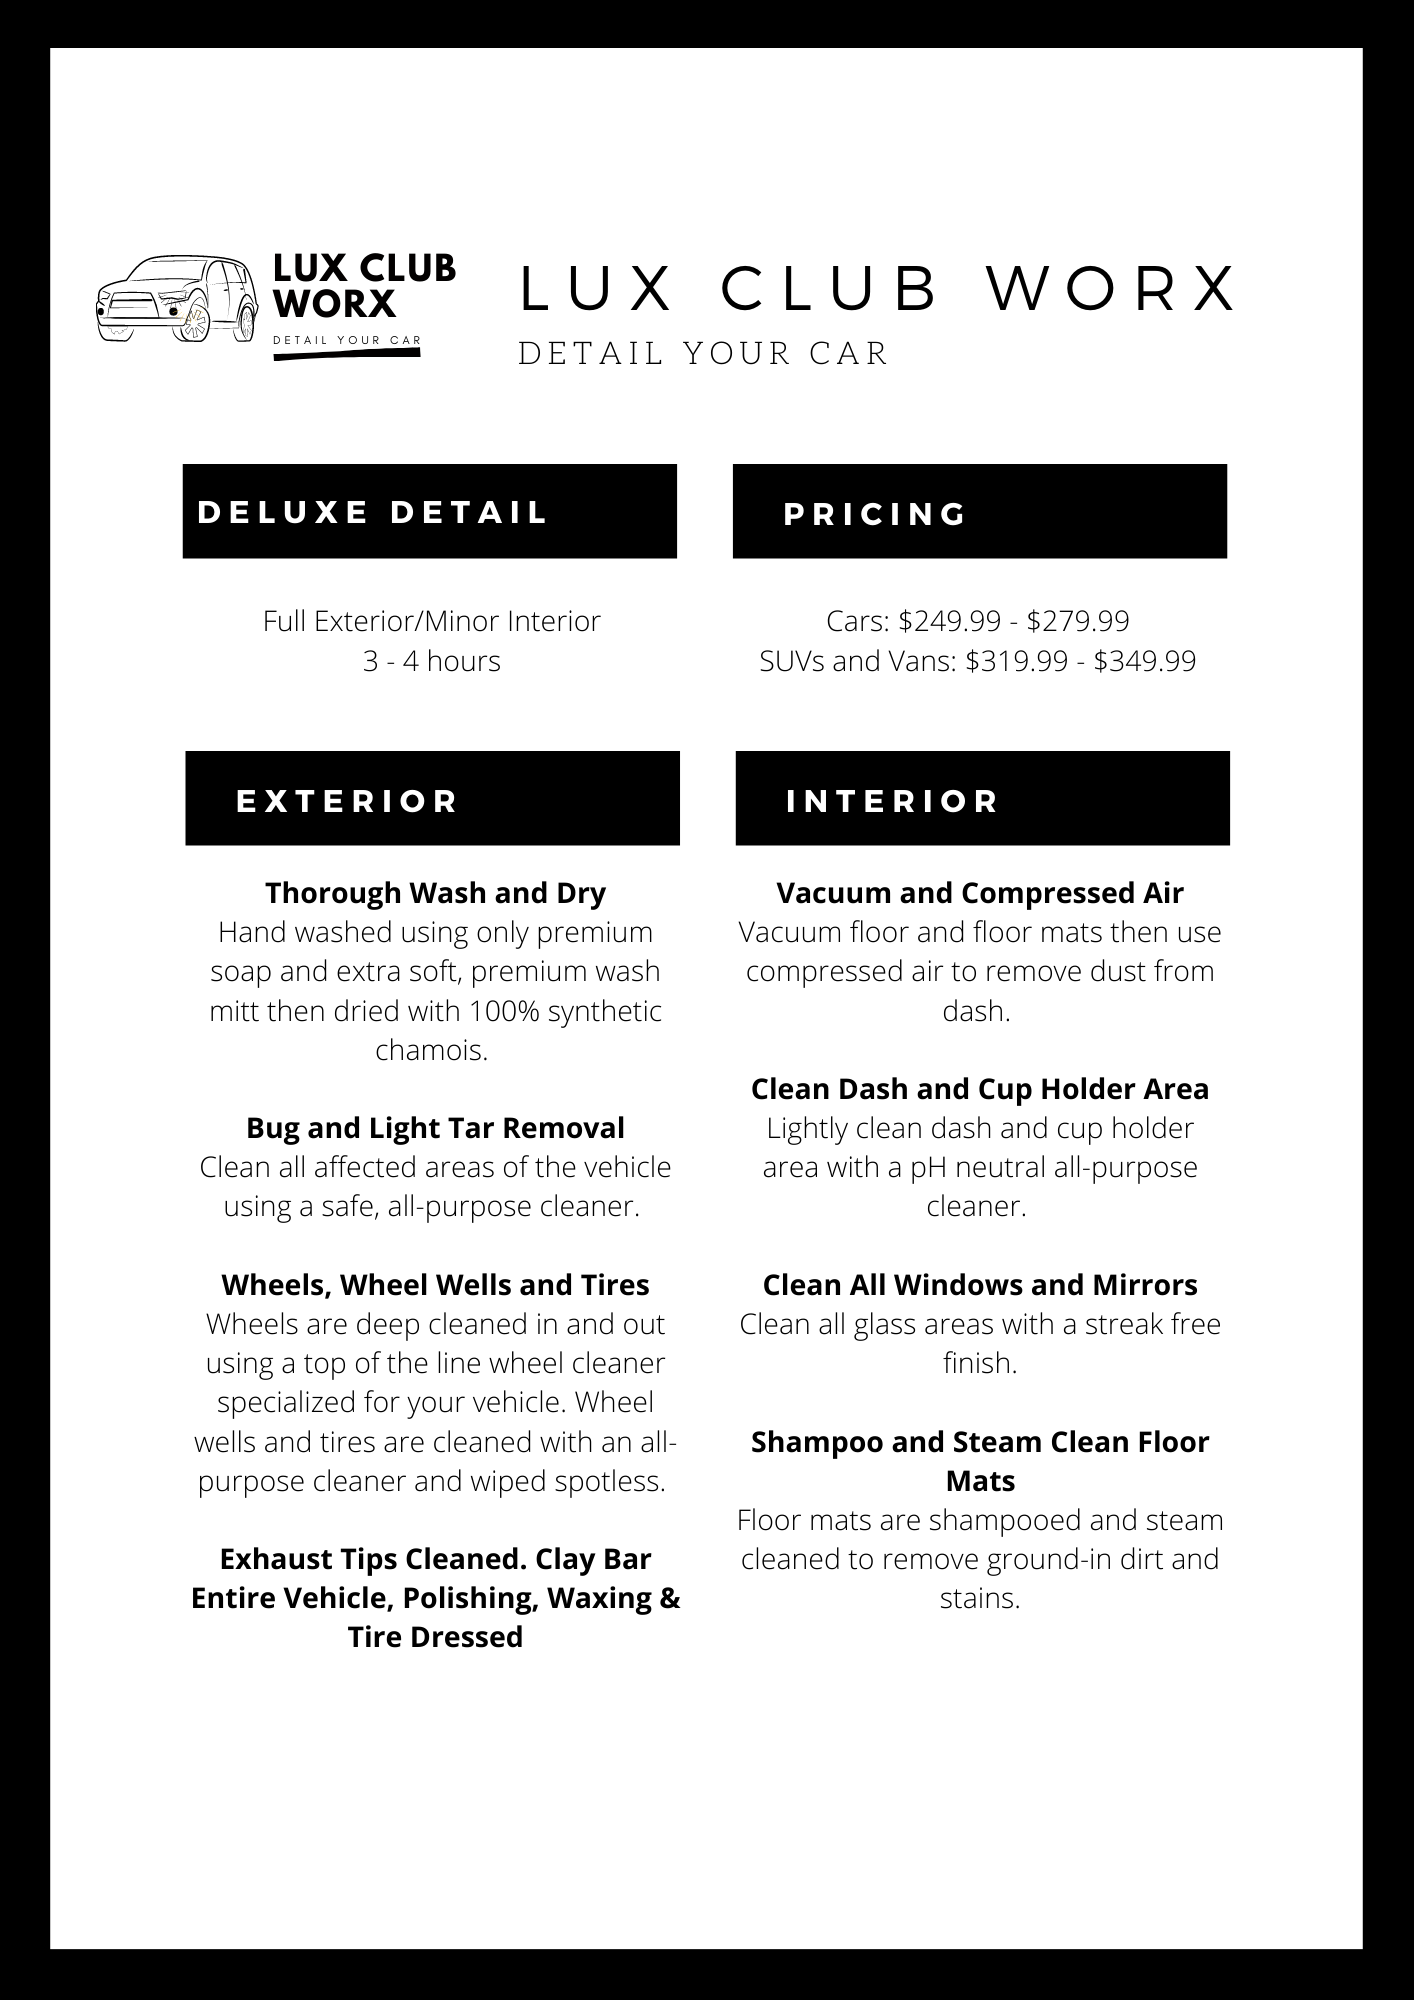 LUX CLUB
WORX
DETAIL YOUR CAR
LUX CLUB WORX
DETAIL YOUR CAR
DELUXE DETAIL
Full Exterior/Minor Interior
3 - 4 hours
PRICING
Cars: $249.99 - $279.99
SUVs and Vans: $319.99 - $349.99
EXTERIOR
Thorough Wash and Dry
Hand washed using only premium
soap and extra soft, premium wash
mitt then dried with 100% synthetic
chamois.
Bug and Light Tar Removal
Clean all affected areas of the vehicle
using a safe, all-purpose cleaner.
Wheels, Wheel Wells and Tires
Wheels are deep cleaned in and out
using a top of the line wheel cleaner
specialized for your vehicle. Wheel
wells and tires are cleaned with an all-
purpose cleaner and wiped spotless.
Exhaust Tips Cleaned. Clay Bar
Entire Vehicle, Polishing, Waxing &
Tire Dressed
INTERIOR
Vacuum and Compressed Air
Vacuum floor and floor mats then use
compressed air to remove dust from
dash.
Clean Dash and Cup Holder Area
Lightly clean dash and cup holder
area with a pH neutral all-purpose
cleaner.
Clean All Windows and Mirrors
Clean all glass areas with a streak free
finish.
Shampoo and Steam Clean Floor
Mats
Floor mats are shampooed and steam
cleaned to remove ground-in dirt and
stains.